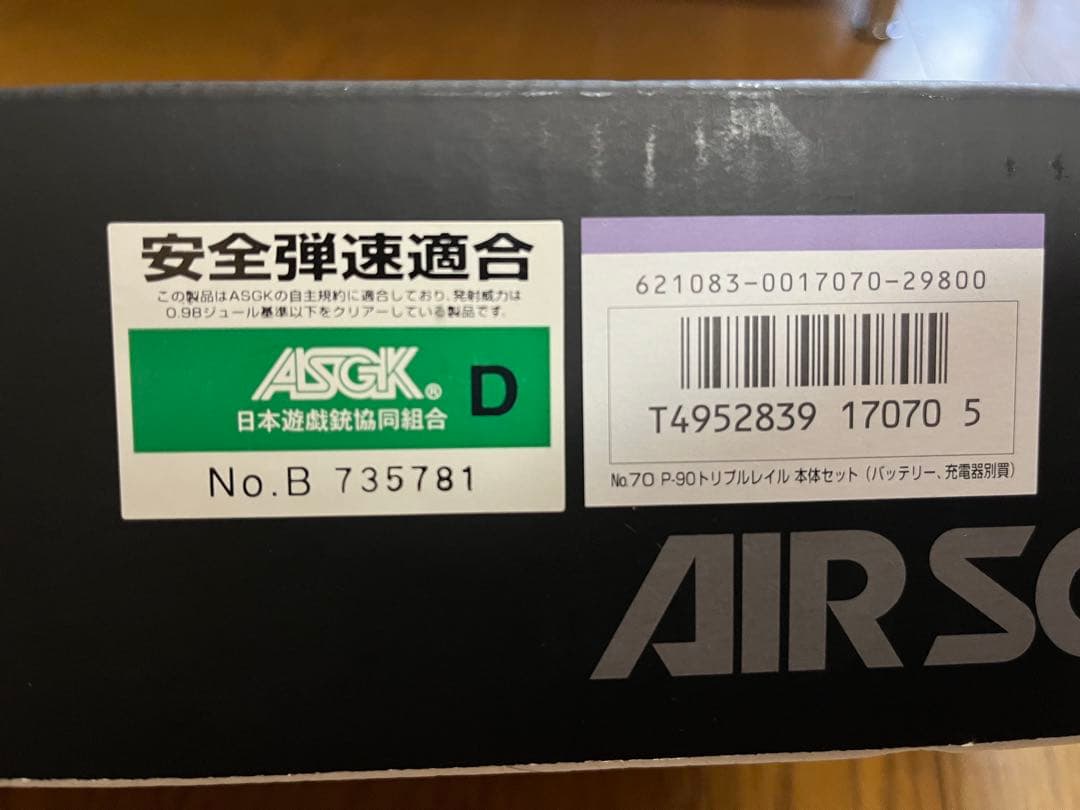 安全弾速適合
この製品はASGKの自主規約に適合しており、発射威力は
0.98ジュール基準以下をクリアーしている製品です。
ASGK® D
日本遊戯銃協同組合
No.B 735781
621083-0017070-29800
T4952839 17070 5
No.70 P-90トリプルレイル 本体セット（バッテリー、充電器別買）
AIR SO